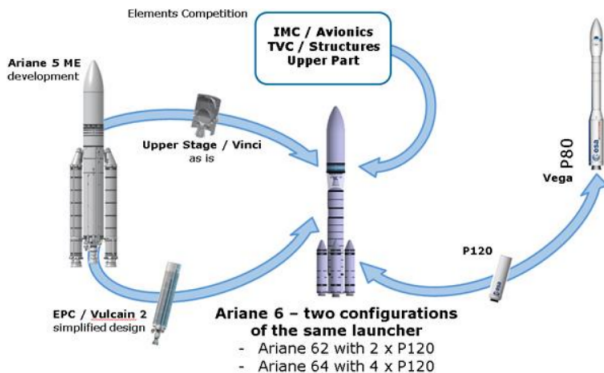 Elements Competition
IMC / Avionics
TVC / Structures
Upper Part
Ariane 5 ME
development
Upper Stage / Vinci
as is
P80
Vega
esa
P120
EPC / Vulcain 2
simplified design
Ariane 6 – two configurations
of the same launcher
- Ariane 62 with 2 x P120
- Ariane 64 with 4 x P120